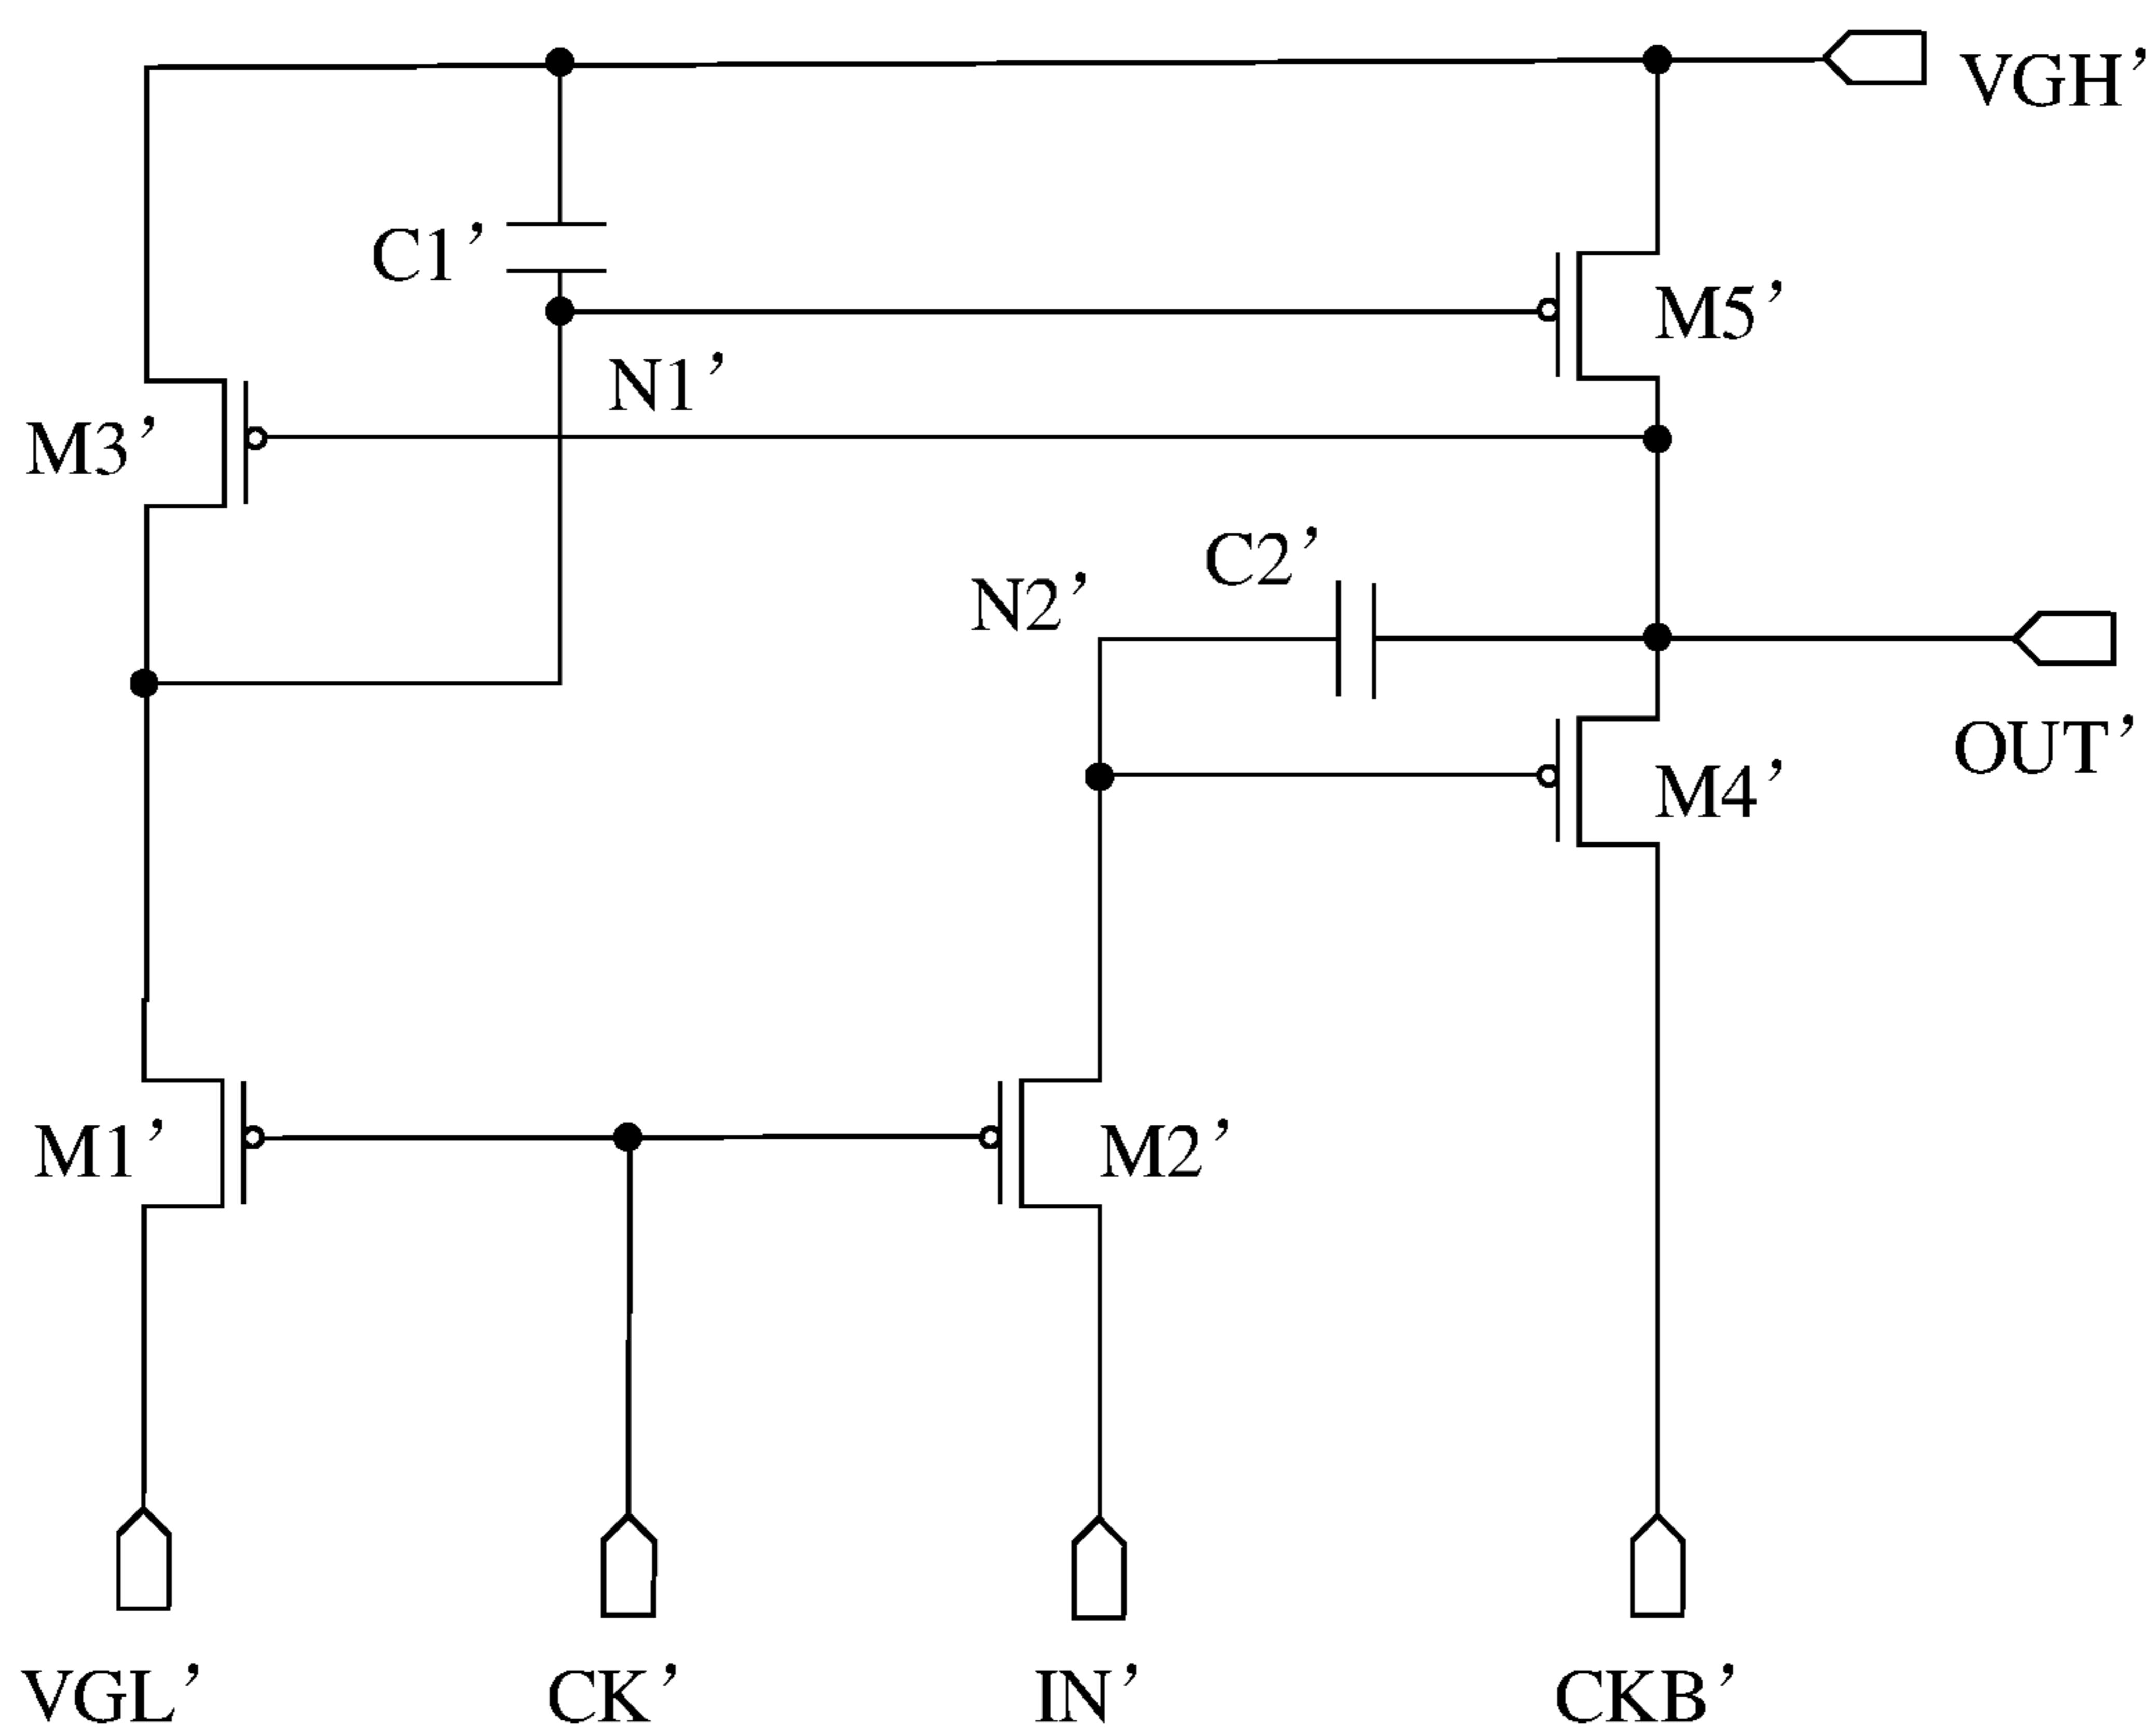 VGH’
C1’
M5’
N1’
M3’
C2’
N2’
OUT’
M4’
M1’
M2’
VGL’
CK’
IN’
CKB’